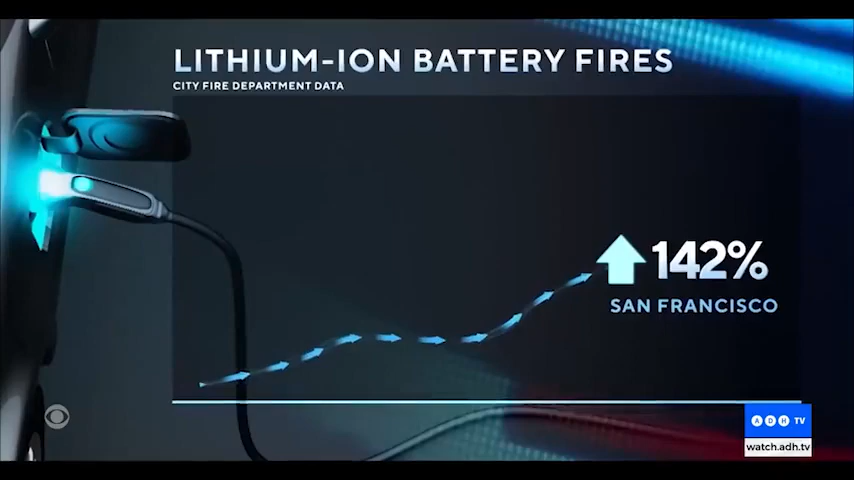 LITHIUM-ION BATTERY FIRES
CITY FIRE DEPARTMENT DATA
142%
SAN FRANCISCO
ADH TV
watch.adh.tv